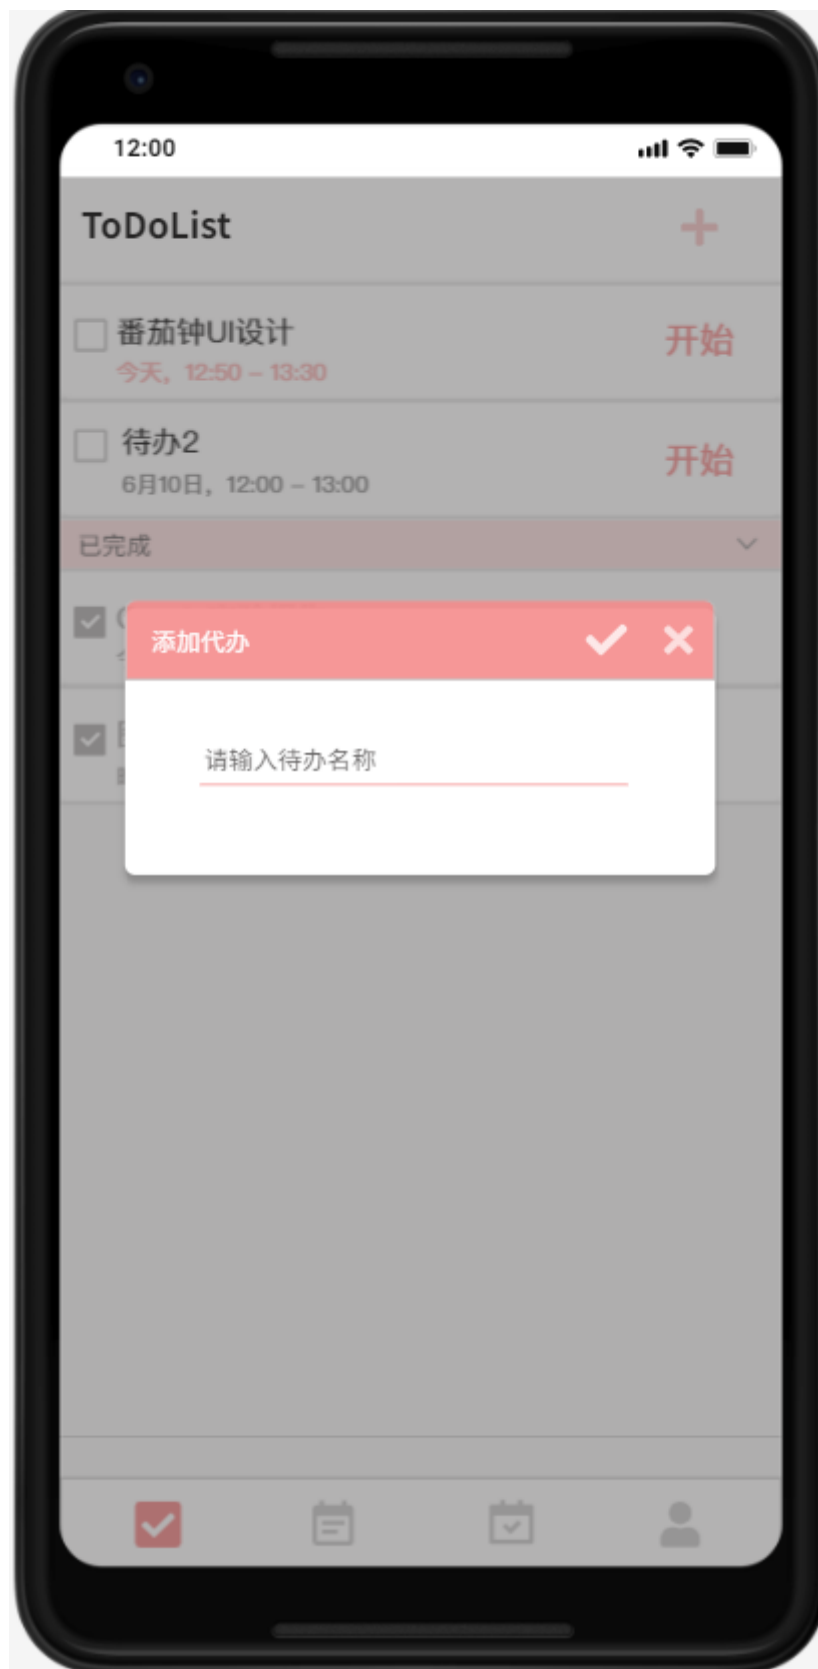 12:00
ToDoList
番茄钟UI设计
开始
今天，12:50 – 13:30
待办2
开始
6月10日，12:00 – 13:00
已完成
添加代办
请输入待办名称